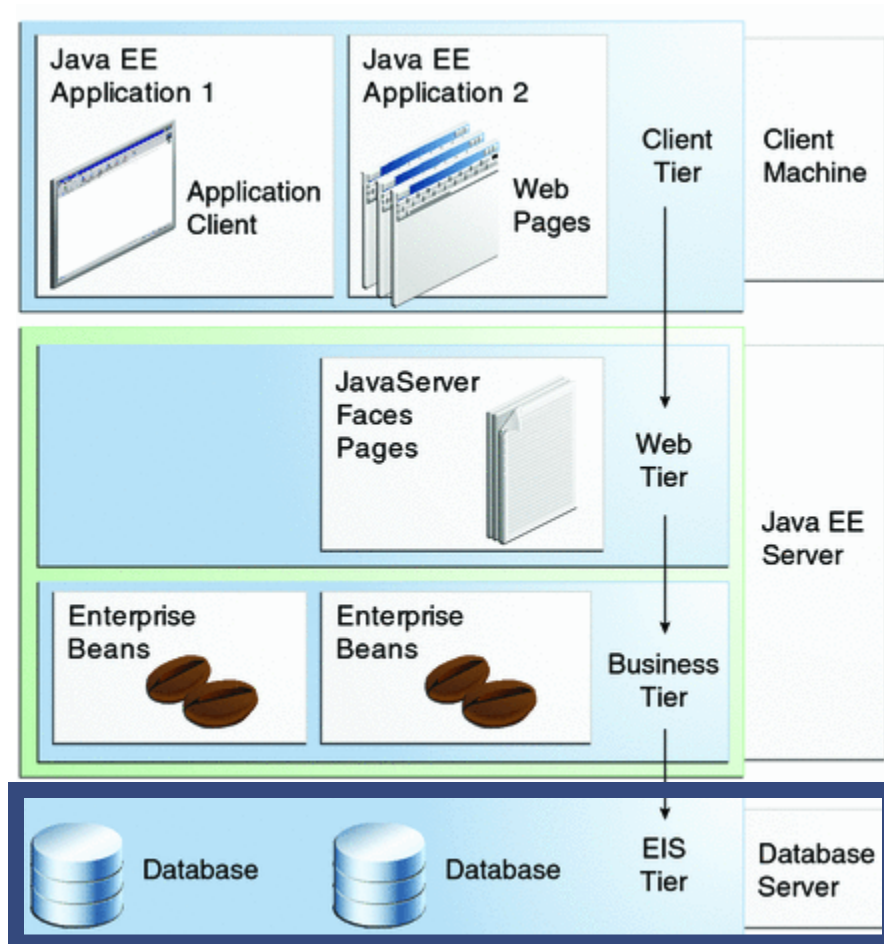 Java EE
Application 1
Application
Client
Java EE
Application 2
Web
Pages
Client
Tier
Client
Machine
JavaServer
Faces
Pages
Web
Tier
Java EE
Server
Enterprise
Beans
Enterprise
Beans
Business
Tier
Database
Database
EIS
Tier
Database
Server